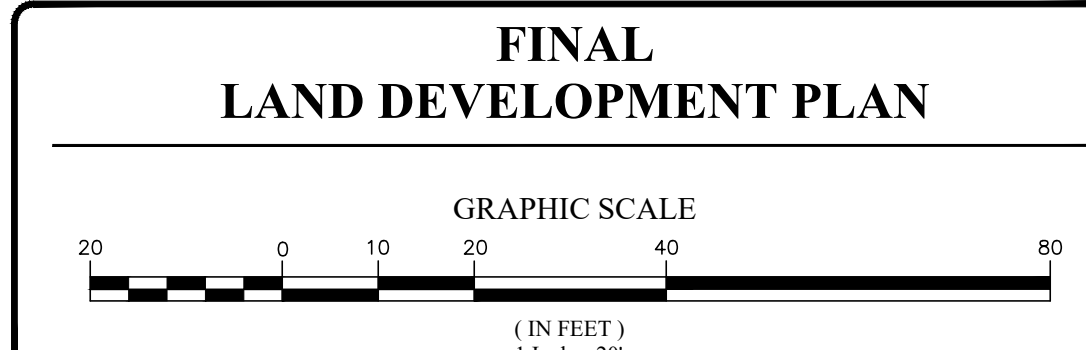 FINAL
LAND DEVELOPMENT PLAN
GRAPHIC SCALE
20 0 10 20 40 80
( IN FEET )